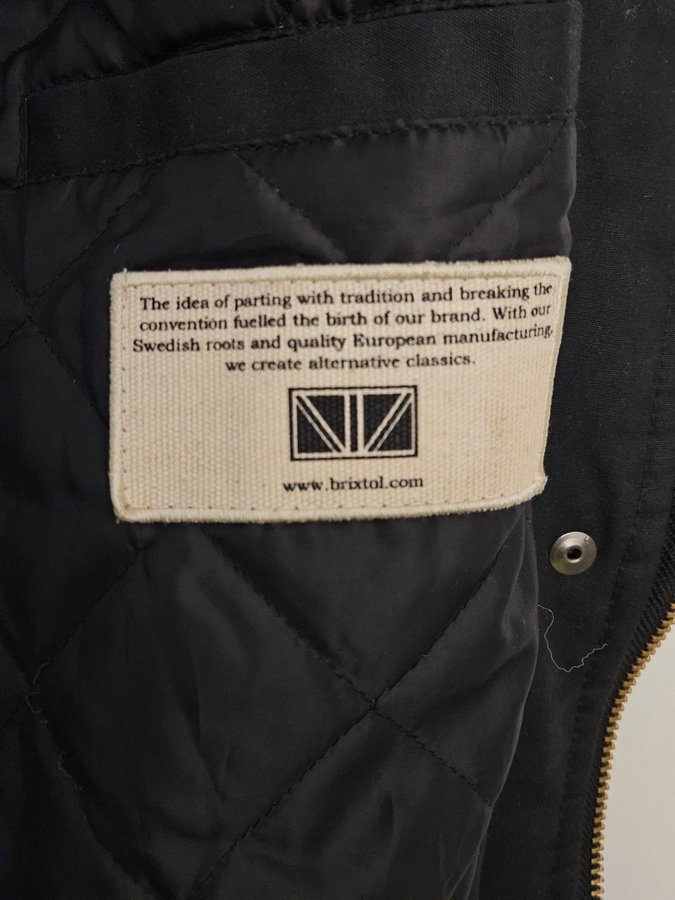 The idea of parting with tradition and breaking the
convention fuelled the birth of our brand. With our
Swedish roots and quality European manufacturing,
we create alternative classics.
www.brixtol.com